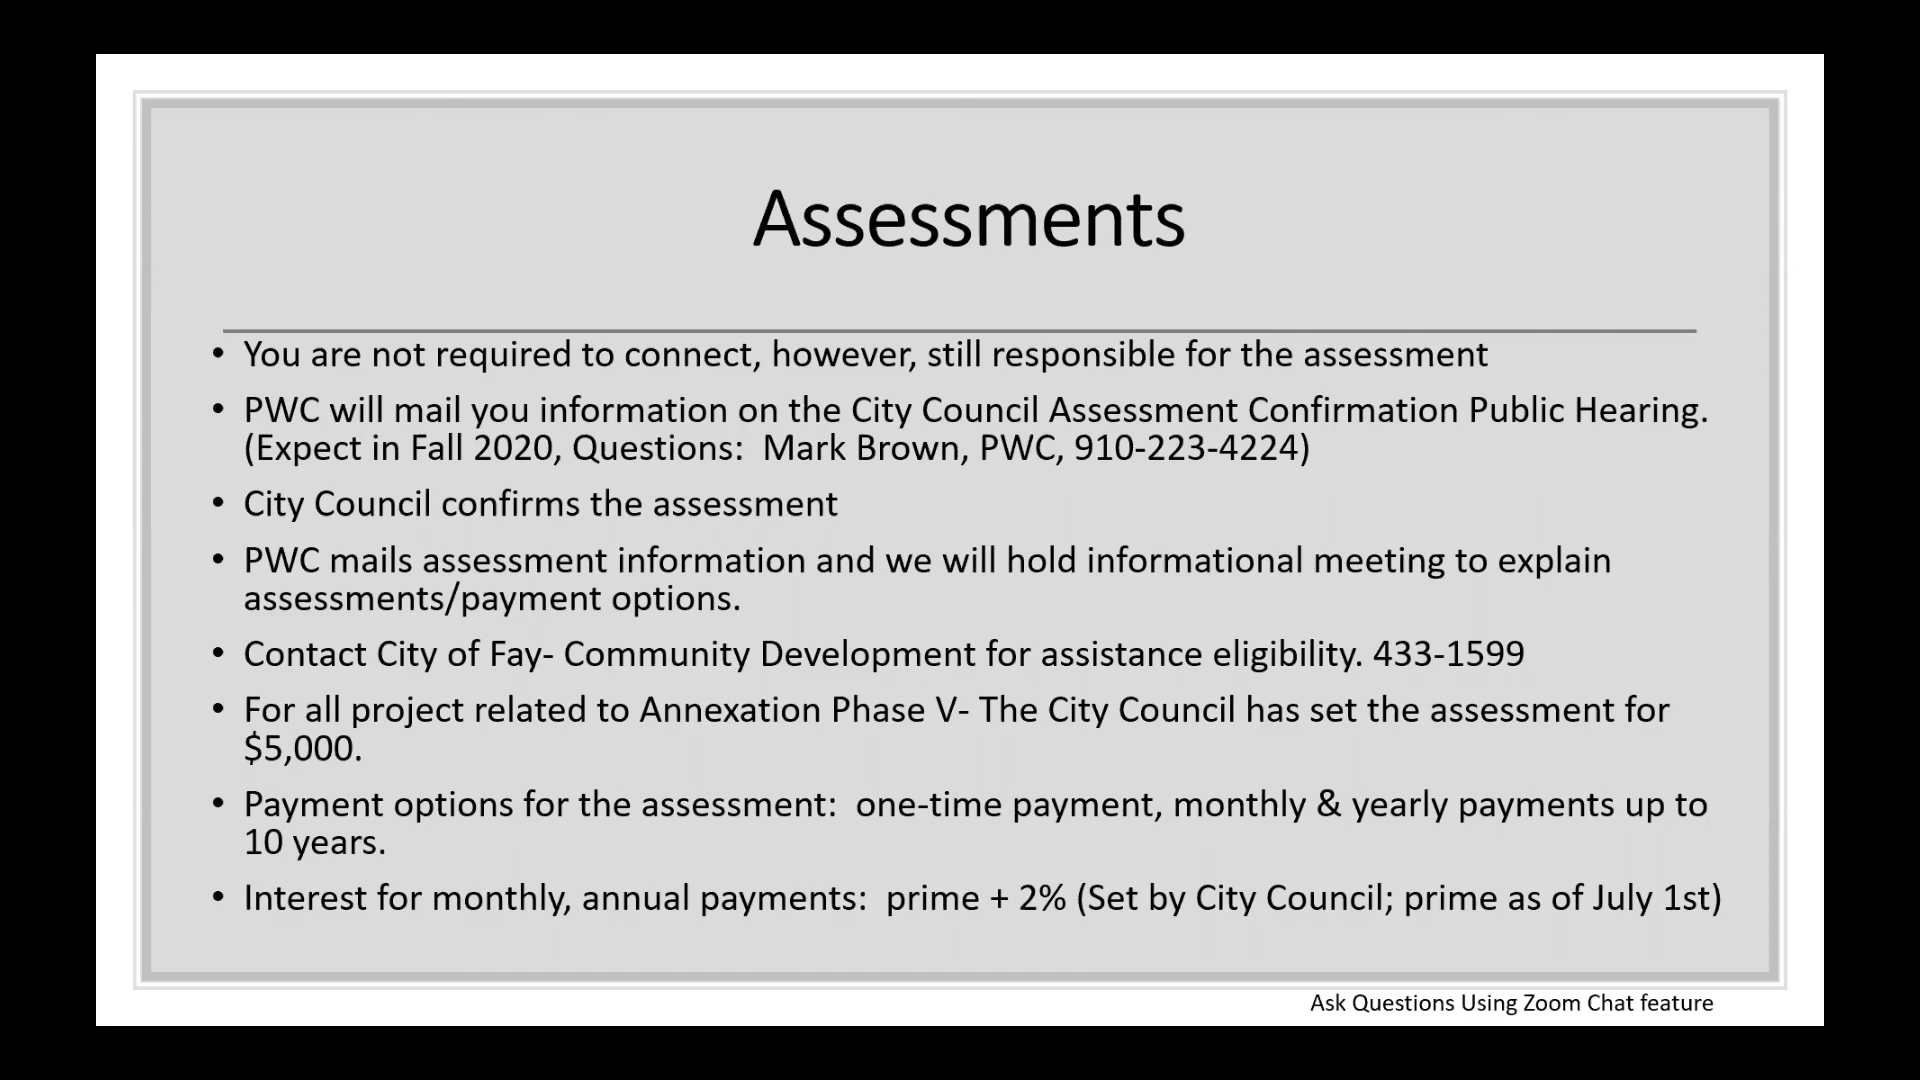 Assessments
• You are not required to connect, however, still responsible for the assessment
• PWC will mail you information on the City Council Assessment Confirmation Public Hearing.
(Expect in Fall 2020, Questions:  Mark Brown, PWC, 910-223-4224)
• City Council confirms the assessment
• PWC mails assessment information and we will hold informational meeting to explain
assessments/payment options.
• Contact City of Fay- Community Development for assistance eligibility. 433-1599
• For all project related to Annexation Phase V- The City Council has set the assessment for
$5,000.
• Payment options for the assessment:  one-time payment, monthly & yearly payments up to
10 years.
• Interest for monthly, annual payments:  prime + 2% (Set by City Council; prime as of July 1st)
Ask Questions Using Zoom Chat feature